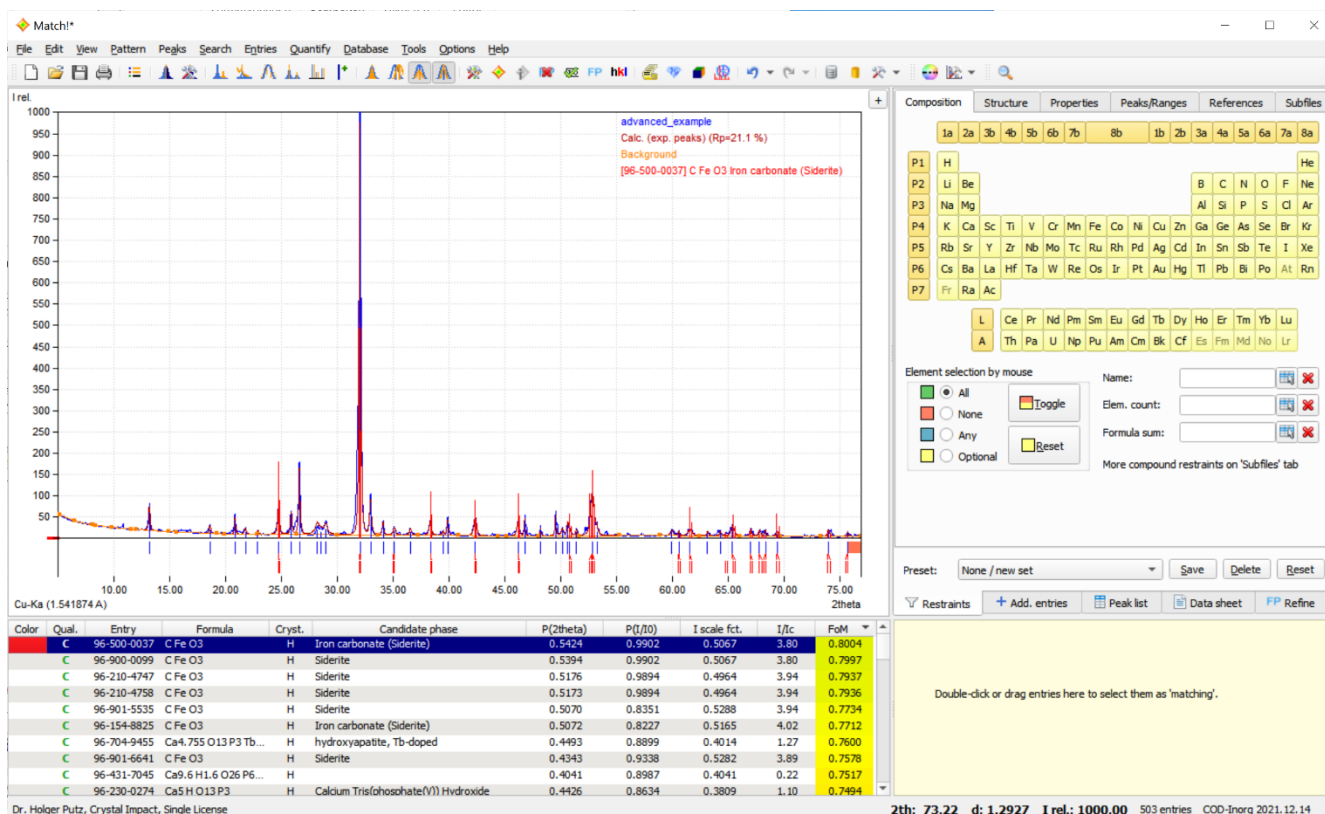 Match!*
File Edit View Pattern Peaks Search Entries Quantify Database Tools Options Help
FP hkl
I rel.
1000
950
900
850
800
750
700
650
600
550
500
450
400
350
300
250
200
150
100
50
advanced_example
Calc. (exp. peaks) (Rp=21.1 %)
Background
[96-500-0037] C Fe O3 Iron carbonate (Siderite)
10.00 15.00 20.00 25.00 30.00 35.00 40.00 45.00 50.00 55.00 60.00 65.00 70.00 75.00
Cu-Ka (1.541874 A) 2theta
Composition Structure Properties Peaks/Ranges References Subfiles
1a 2a 3b 4b 5b 6b 7b 8b 1b 2b 3a 4a 5a 6a 7a 8a
P1 H He
P2 Li Be B C N O F Ne
P3 Na Mg Al Si P S Cl Ar
P4 K Ca Sc Ti V Cr Mn Fe Co Ni Cu Zn Ga Ge As Se Br Kr
P5 Rb Sr Y Zr Nb Mo Tc Ru Rh Pd Ag Cd In Sn Sb Te I Xe
P6 Cs Ba La Hf Ta W Re Os Ir Pt Au Hg Tl Pb Bi Po At Rn
P7 Fr Ra Ac
L Ce Pr Nd Pm Sm Eu Gd Tb Dy Ho Er Tm Yb Lu
A Th Pa U Np Pu Am Cm Bk Cf Es Fm Md No Lr
Element selection by mouse
All
None
Any
Optional
Toggle
Reset
Name:
Elem. count:
Formula sum:
More compound restraints on 'Subfiles' tab
Preset: None / new set Save Delete Reset
Restraints Add. entries Peak list Data sheet FP Refine
Color Qual. Entry Formula Cryst. Candidate phase P(2theta) P(I/I0) I scale fct. I/Ic FoM
C 96-500-0037 C Fe O3 H Iron carbonate (Siderite) 0.5424 0.9902 0.5067 3.80 0.8004
C 96-900-0099 C Fe O3 H Siderite 0.5394 0.9902 0.5067 3.80 0.7997
C 96-210-4747 C Fe O3 H Siderite 0.5176 0.9894 0.4964 3.94 0.7937
C 96-210-4758 C Fe O3 H Siderite 0.5173 0.9894 0.4964 3.94 0.7936
C 96-901-5535 C Fe O3 H Siderite 0.5070 0.8351 0.5288 3.94 0.7734
C 96-154-8825 C Fe O3 H Iron carbonate (Siderite) 0.5072 0.8227 0.5165 4.02 0.7712
C 96-704-9455 Ca4.755 O13 P3 Tb... H hydroxyapatite, Tb-doped 0.4493 0.8899 0.4014 1.27 0.7600
C 96-901-6641 C Fe O3 H Siderite 0.4343 0.9338 0.5282 3.89 0.7578
C 96-431-7045 Ca9.6 H1.6 O26 P6... H 0.4041 0.8987 0.4041 0.22 0.7517
C 96-230-0274 Ca5 H O13 P3 H Calcium Tris(phosphate(V)) Hydroxide 0.4426 0.8634 0.3809 1.10 0.7494
Double-click or drag entries here to select them as 'matching'.
Dr. Holger Putz, Crystal Impact, Single License
2th: 73.22 d: 1.2927 I rel.: 1000.00 503 entries COD-Inorg 2021.12.14